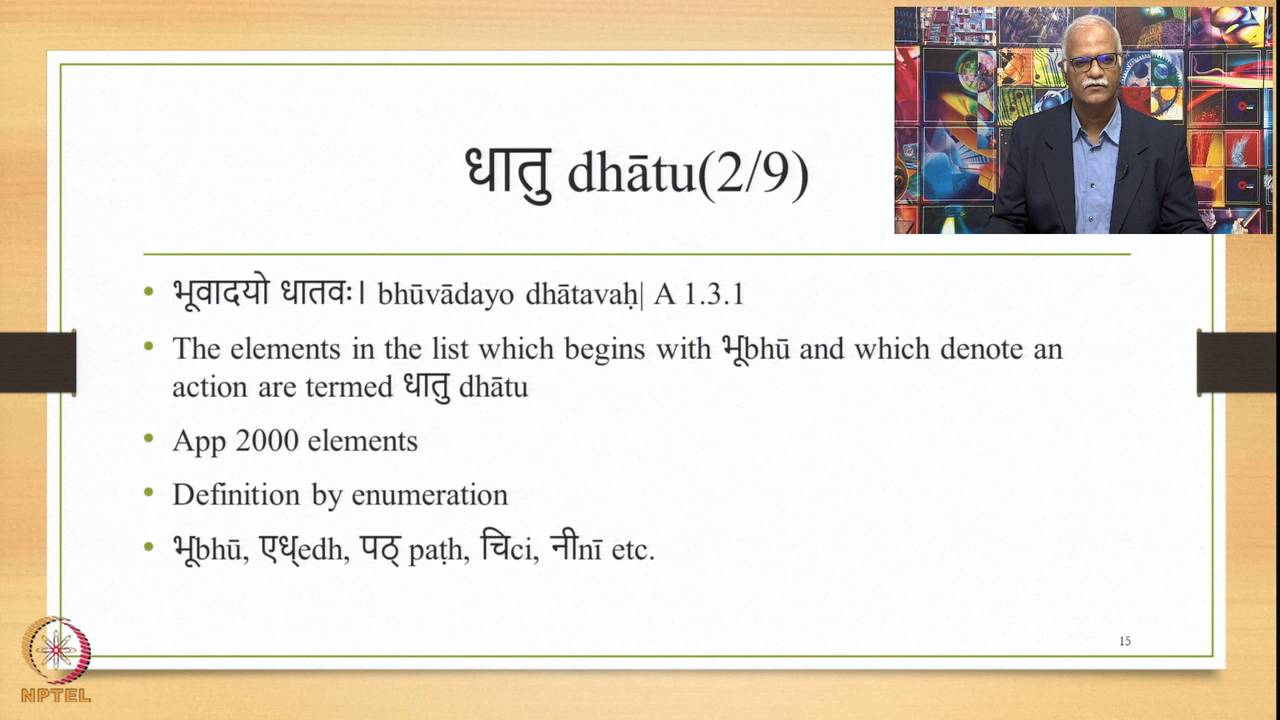 धातु dhātu(2/9)
भूवादयो धातवः। bhūvādayo dhātavaḥ| A 1.3.1
The elements in the list which begins with भूbhū and which denote an
action are termed धातु dhātu
App 2000 elements
Definition by enumeration
भूbhū, एध्edh, पठ् paṭh, चिci, नीnī etc.
15
NPTEL